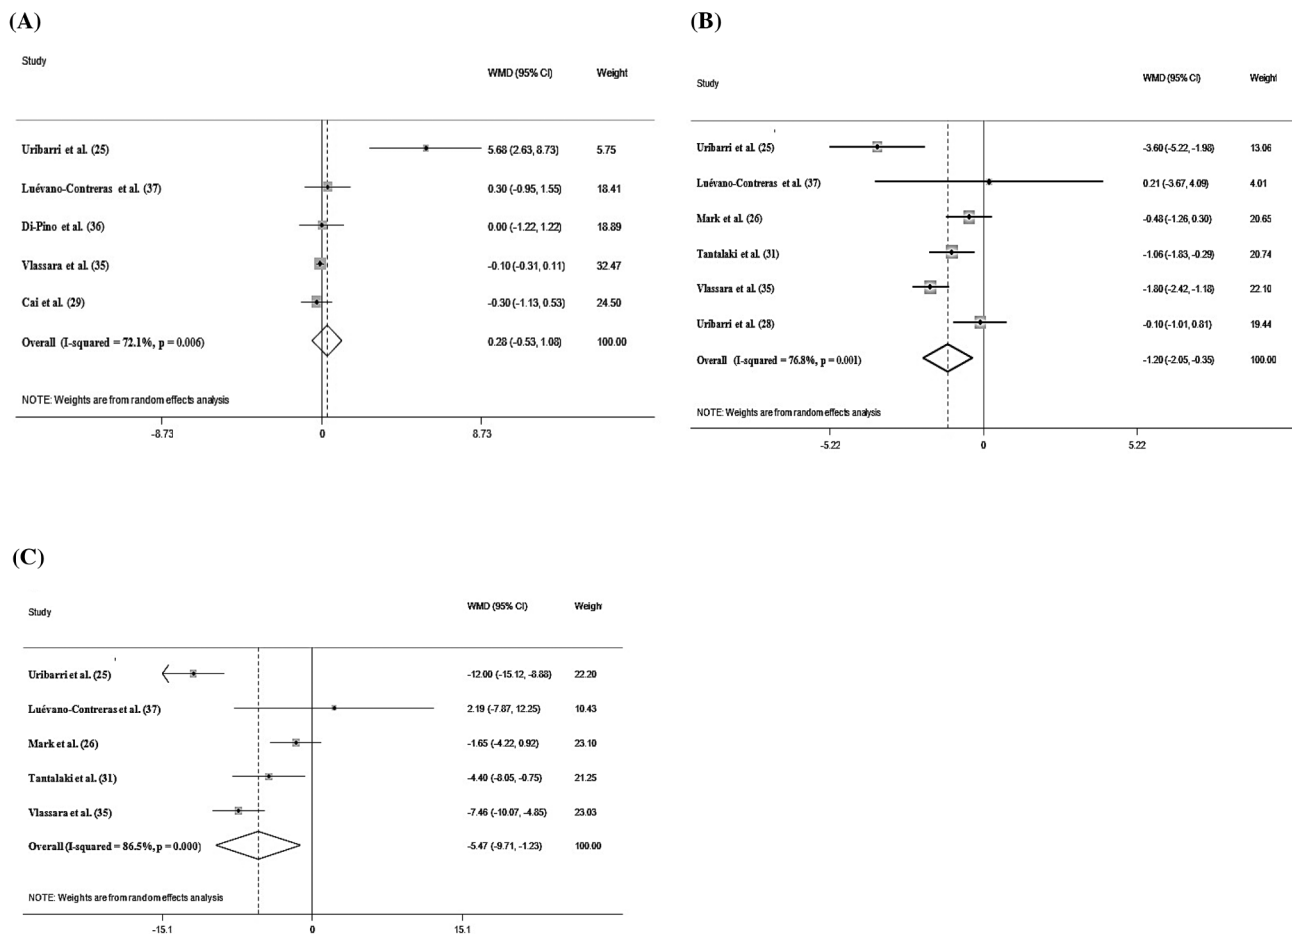 (A)
Study
WMD (95% CI) Weight
Uribarri et al. (25) 5.68 (2.63, 8.73) 5.75
Luévano-Contreras et al. (37) 0.30 (-0.95, 1.55) 18.41
Di-Pino et al. (36) 0.00 (-1.22, 1.22) 18.89
Vlassara et al. (35) -0.10 (-0.31, 0.11) 32.47
Cai et al. (29) -0.30 (-1.13, 0.53) 24.50
Overall (I-squared = 72.1%, p = 0.006) 0.28 (-0.53, 1.08) 100.00
NOTE: Weights are from random effects analysis
-8.73 0 8.73
(B)
WMD (95% CI) Weight
Study
Uribarri et al. (25) -3.60 (-5.22, -1.98) 13.06
Luévano-Contreras et al. (37) 0.21 (-3.67, 4.09) 4.01
Mark et al. (26) -0.48 (-1.26, 0.30) 20.65
Tantalaki et al. (31) -1.06 (-1.83, -0.29) 20.74
Vlassara et al. (35) -1.80 (-2.42, -1.18) 22.10
Uribarri et al. (28) -0.10 (-1.01, 0.81) 19.44
Overall (I-squared = 76.8%, p = 0.001) -1.20 (-2.05, -0.35) 100.00
NOTE: Weights are from random effects analysis
-5.22 0 5.22
(C)
WMD (95% CI) Weight
Study
Uribarri et al. (25) -12.00 (-15.12, -8.88) 22.20
Luévano-Contreras et al. (37) 2.19 (-7.87, 12.25) 10.43
Mark et al. (26) -1.65 (-4.22, 0.92) 23.10
Tantalaki et al. (31) -4.40 (-8.05, -0.75) 21.25
Vlassara et al. (35) -7.46 (-10.07, -4.85) 23.03
Overall (I-squared = 86.5%, p = 0.000) -5.47 (-9.71, -1.23) 100.00
NOTE: Weights are from random effects analysis
-15.1 0 15.1